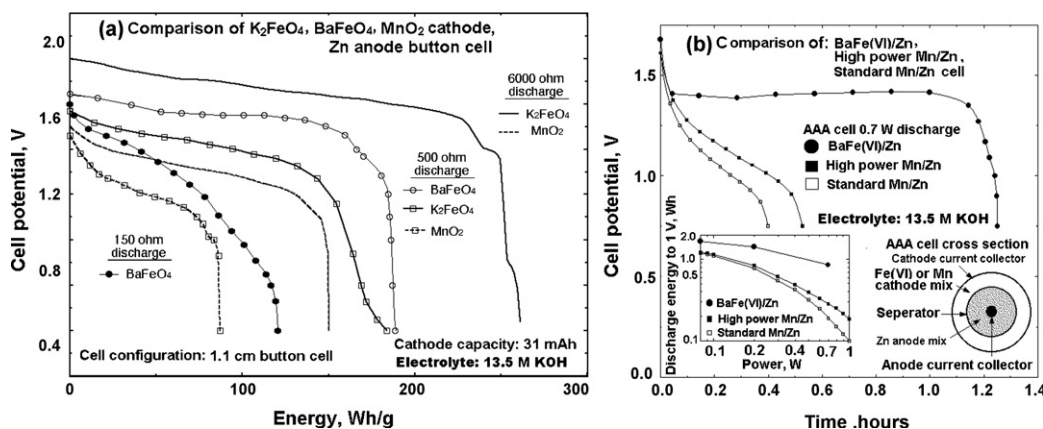 (a) Comparison of K2FeO4, BaFeO4, MnO2 cathode,
Zn anode button cell
6000 ohm
discharge
K2FeO4
MnO2
500 ohm
discharge
BaFeO4
K2FeO4
MnO2
150 ohm
discharge
BaFeO4
Cell configuration: 1.1 cm button cell
Cathode capacity: 31 mAh
Electrolyte: 13.5 M KOH
Cell potential, V
2.0
1.6
1.2
0.8
0.4
0
100
200
300
Energy, Wh/g
(b) Comparison of: BaFe(VI)/Zn,
High power Mn/Zn,
Standard Mn/Zn cell
AAA cell 0.7 W discharge
BaFe(VI)/Zn
High power Mn/Zn
Standard Mn/Zn
Electrolyte: 13.5 M KOH
Cell potential, V
1.5
1.0
0.5
0.0
0.0
0.2
0.4
0.6
0.8
1.0
1.2
1.4
Time ,hours
Discharge energy to 1 V, Wh
2.0
1.0
0.5
0.1
BaFe(VI)/Zn
High power Mn/Zn
Standard Mn/Zn
0.1
0.2
0.4
0.7
1
Power, W
AAA cell cross section
Cathode current collector
Fe(VI) or Mn
cathode mix
Seperator
Zn anode mix
Anode current collector